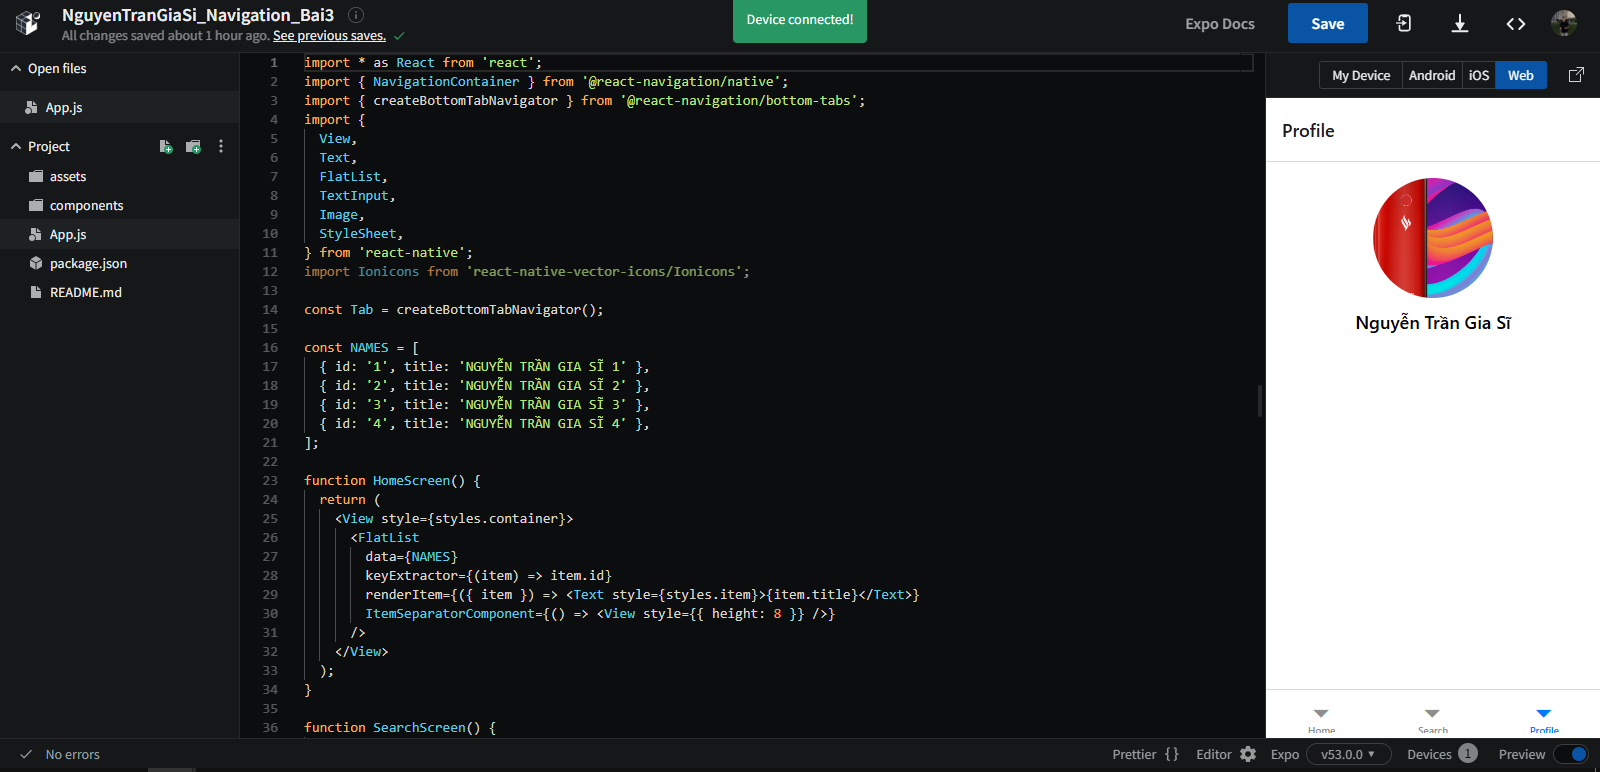 NguyenTranGiaSi_Navigation_Bai3
All changes saved about 1 hour ago. See previous saves.
Device connected!
Expo Docs
Save
Open files
App.js
Project
assets
components
App.js
package.json
README.md
1 import * as React from 'react';
2 import { NavigationContainer } from '@react-navigation/native';
3 import { createBottomTabNavigator } from '@react-navigation/bottom-tabs';
4 import {
5 View,
6 Text,
7 FlatList,
8 TextInput,
9 Image,
10 StyleSheet,
11 } from 'react-native';
12 import Ionicons from 'react-native-vector-icons/Ionicons';
13
14 const Tab = createBottomTabNavigator();
15
16 const NAMES = [
17 { id: '1', title: 'NGUYỄN TRẦN GIA SĨ 1' },
18 { id: '2', title: 'NGUYỄN TRẦN GIA SĨ 2' },
19 { id: '3', title: 'NGUYỄN TRẦN GIA SĨ 3' },
20 { id: '4', title: 'NGUYỄN TRẦN GIA SĨ 4' },
21 ];
22
23 function HomeScreen() {
24 return (
25 <View style={styles.container}>
26 <FlatList
27 data={NAMES}
28 keyExtractor={(item) => item.id}
29 renderItem={({ item }) => <Text style={styles.item}>{item.title}</Text>}
30 ItemSeparatorComponent={() => <View style={{ height: 8 }} />}
31 />
32 </View>
33 );
34 }
35
36 function SearchScreen() {
My Device Android iOS Web
Profile
Nguyễn Trần Gia Sĩ
Home Search Profile
No errors
Prettier { } Editor Expo v53.0.0 Devices 1 Preview